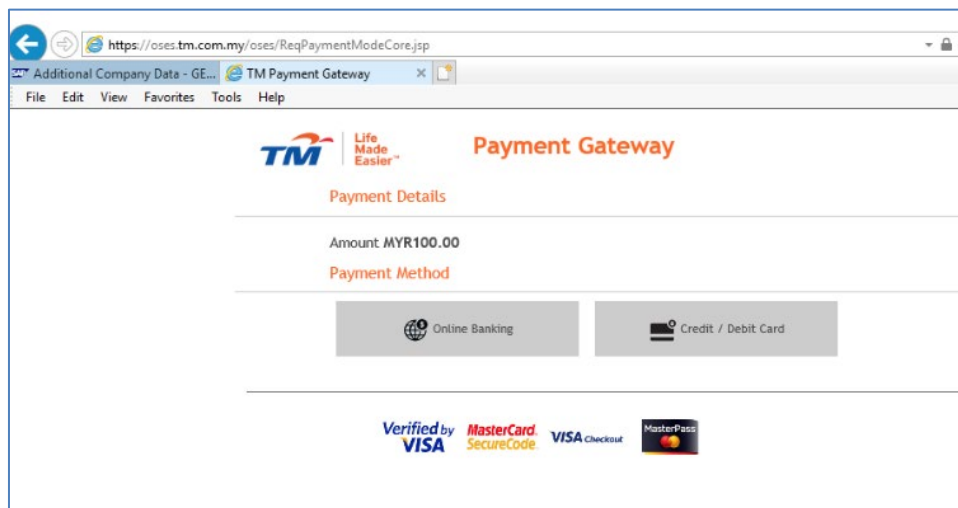 https://oses.tm.com.my/oses/ReqPaymentModeCore.jsp
Additional Company Data - GE... TM Payment Gateway
File Edit View Favorites Tools Help
TM Life Made Easier™ Payment Gateway
Payment Details
Amount MYR100.00
Payment Method
Online Banking Credit / Debit Card
Verified by VISA MasterCard. SecureCode. VISA Checkout MasterPass